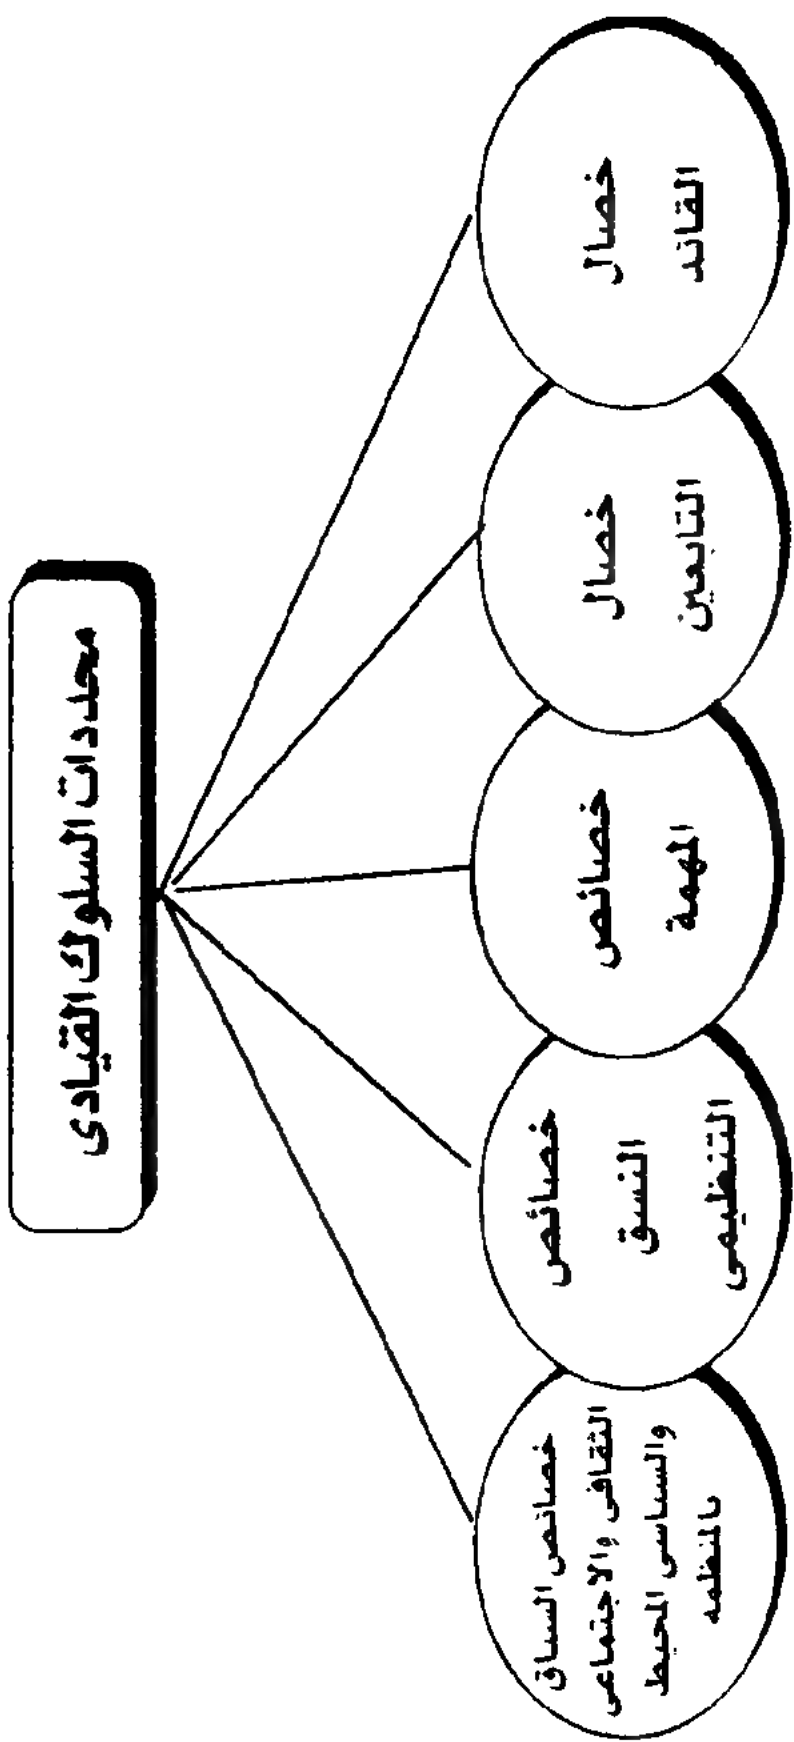 محددات السلوك القيادى
خصال
القائد
خصال
التابعين
خصائص
المهمة
خصائص
النسق
التنظيمى
خصائص السياق
الثقافى والاجتماعى
والسياسى المحيط
بالمنظمة